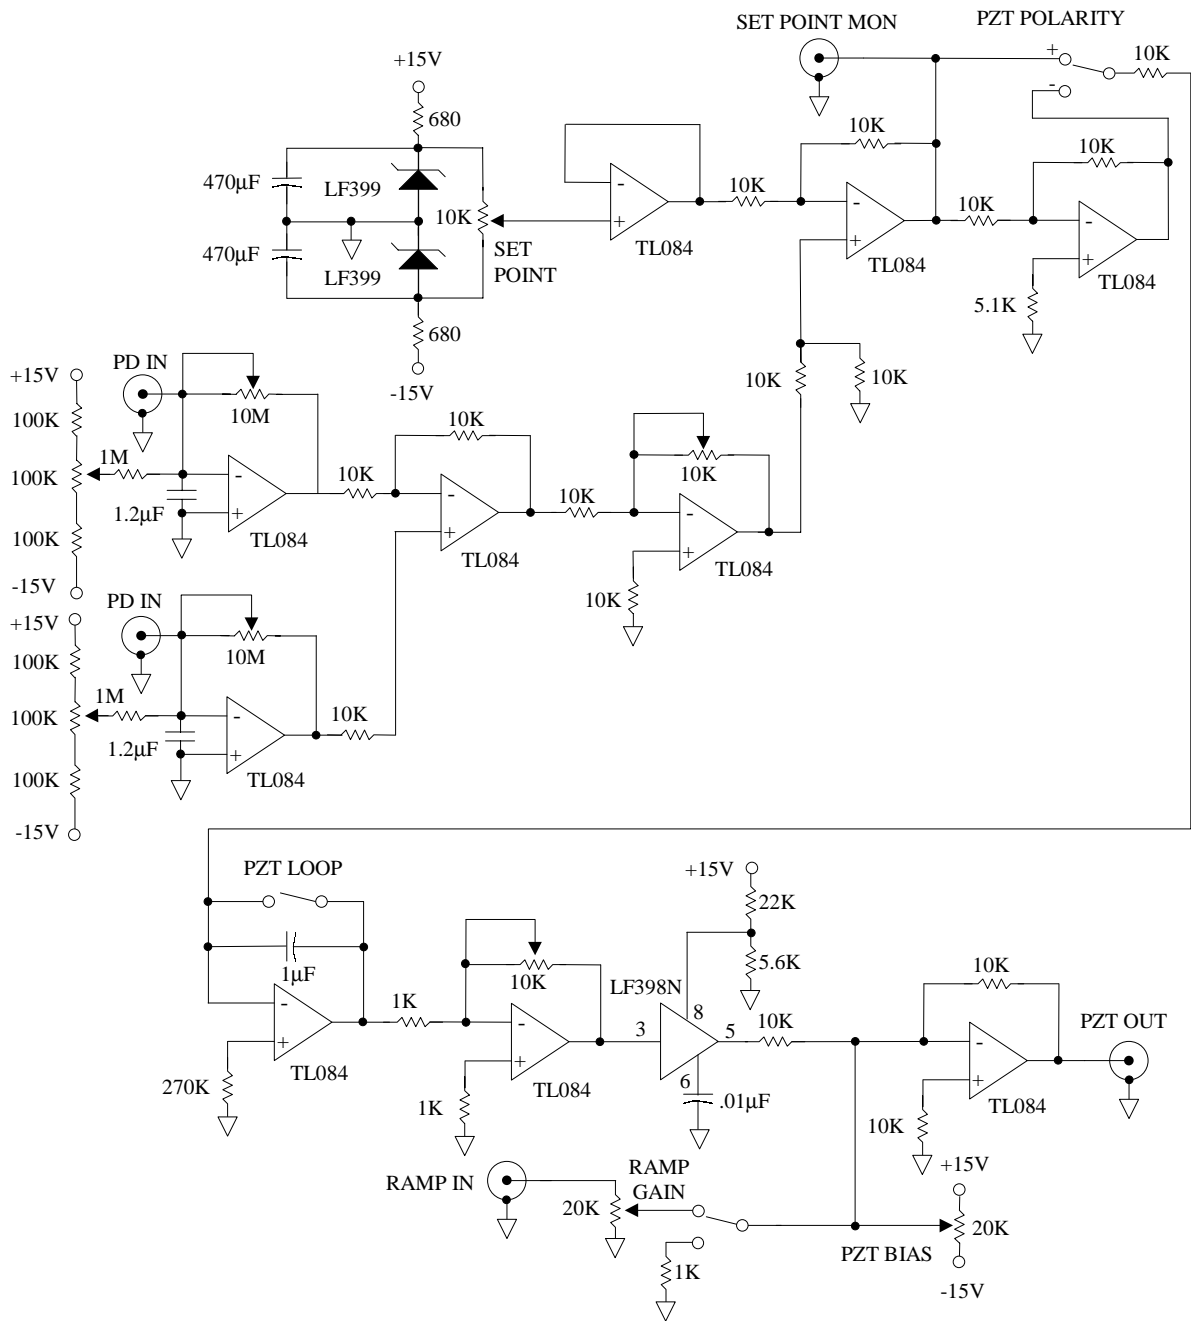 SET POINT MON
PZT POLARITY
+
-
10K
+15V
680
470µF
LF399
470µF
LF399
10K
SET
POINT
680
-15V
-
+
TL084
10K
10K
-
+
TL084
10K
10K
-
+
TL084
5.1K
10K
10K
+15V
100K
100K
100K
-15V
PD IN
1M
10M
1.2µF
-
+
TL084
10K
10K
-
+
TL084
10K
10K
-
+
TL084
10K
+15V
100K
100K
100K
-15V
PD IN
1M
10M
1.2µF
-
+
TL084
10K
PZT LOOP
1µF
-
+
TL084
270K
1K
10K
-
+
TL084
1K
+15V
22K
5.6K
LF398N
3
8
5
6
.01µF
10K
10K
-
+
TL084
10K
PZT OUT
RAMP IN
20K
RAMP
GAIN
1K
PZT BIAS
+15V
20K
-15V